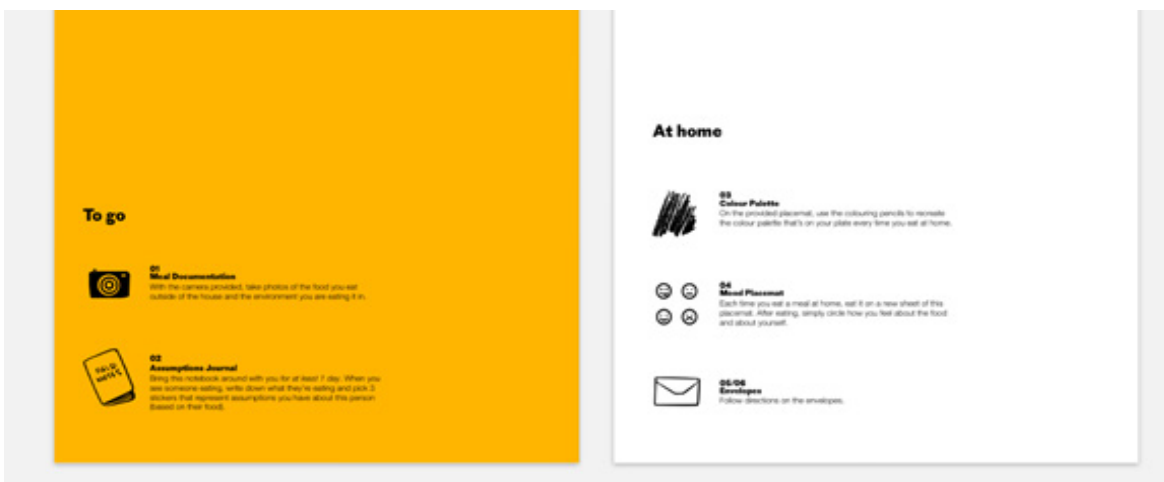 To go
01
Meal Documentation
With the camera provided, take photos of the food you eat
outside of the house and the environment you are eating it in.
FIELD
NOTES
02
Assumptions Journal
Bring this notebook around with you for at least 1 day. When you
see someone eating, write down what they're eating and pick 3
stickers that represent assumptions you have about this person
(based on their food).
At home
03
Colour Palette
On the provided placemat, use the colouring pencils to recreate
the colour palette that's on your plate every time you eat at home.
04
Mood Placemat
Each time you eat a meal at home, eat it on a new sheet of this
placemat. After eating, simply circle how you feel about the food
and about yourself.
05/06
Envelopes
Follow directions on the envelopes.